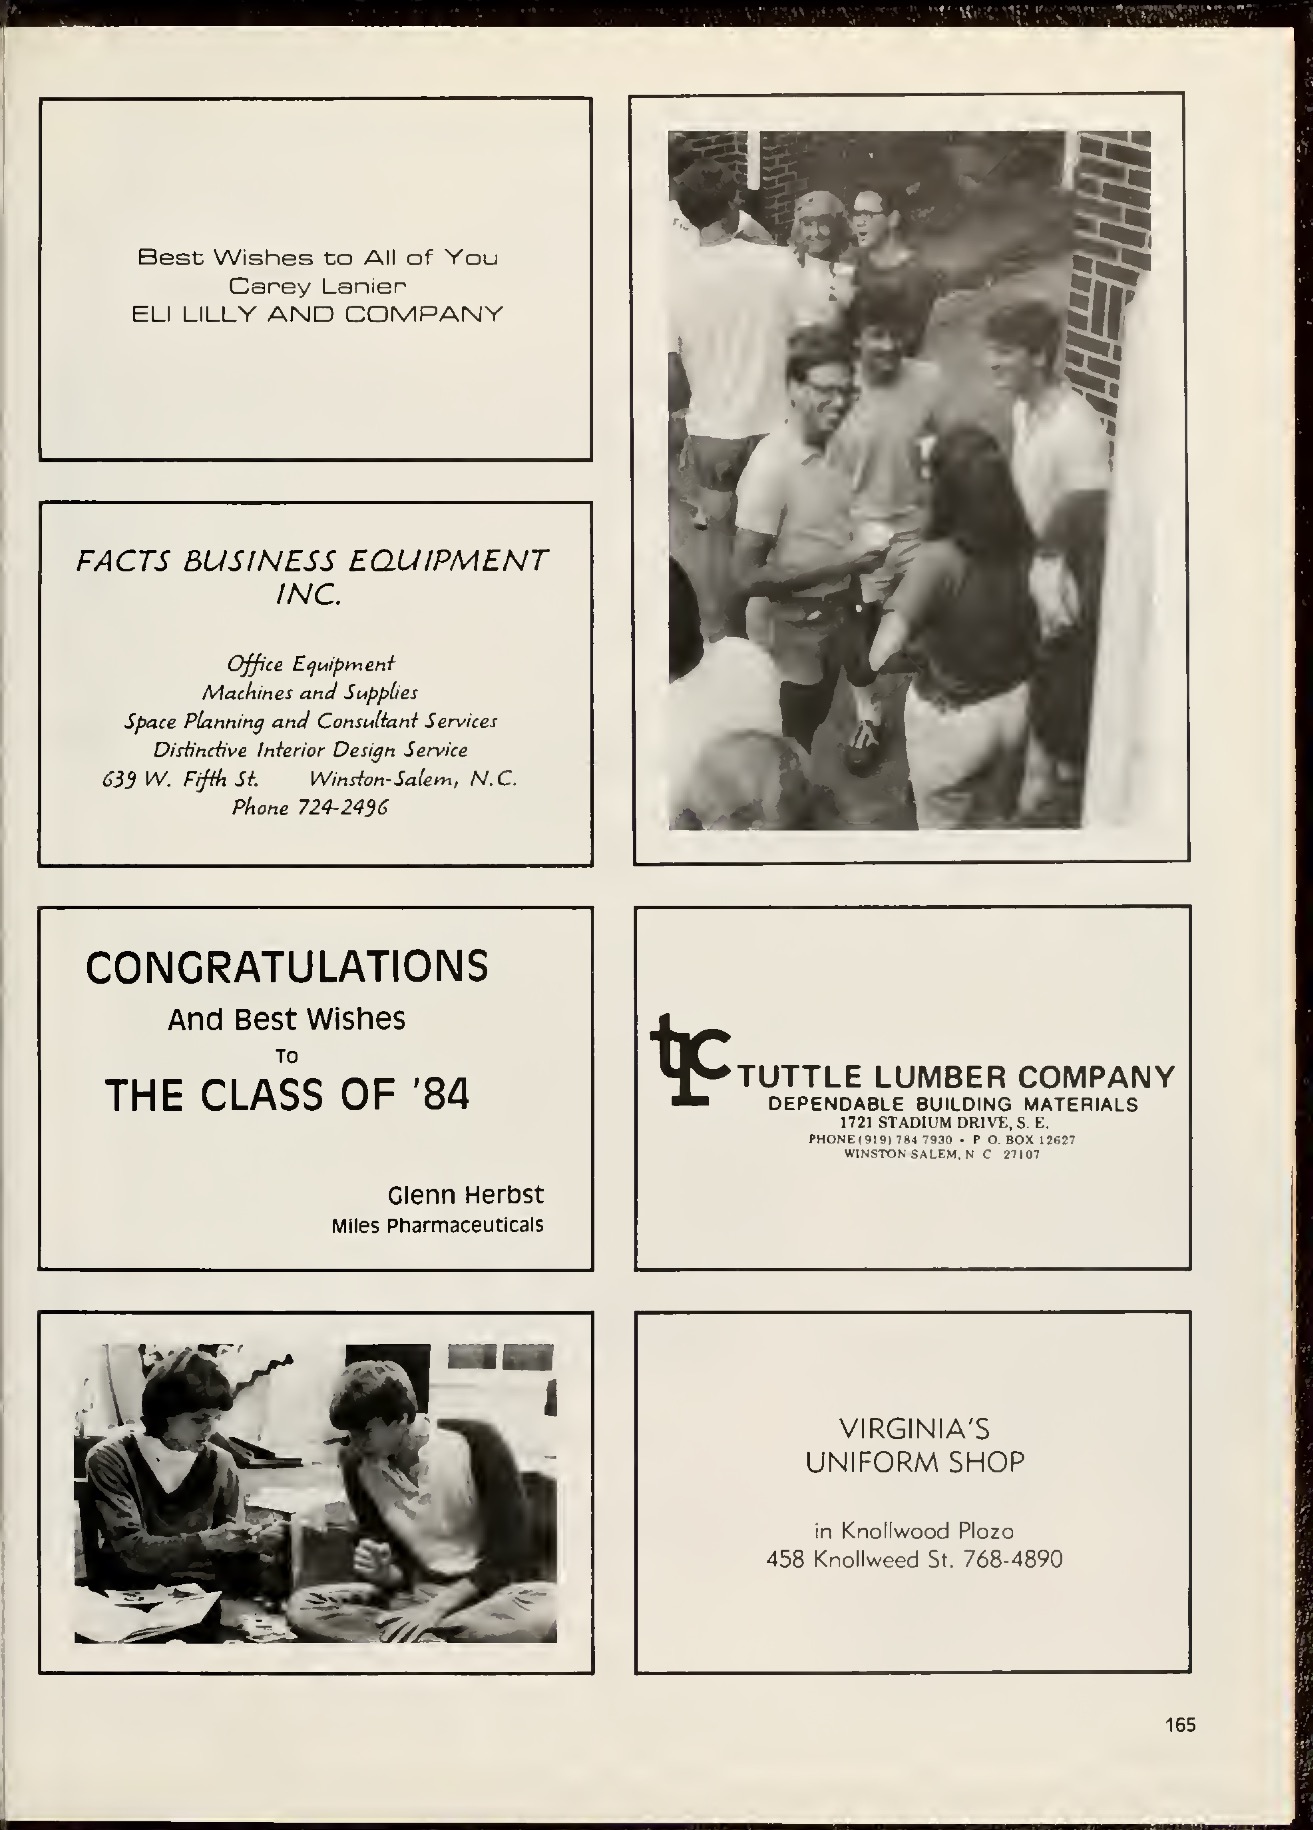 Best Wishes to All of You
Carey Lanier
ELI LILLY AND COMPANY
FACTS BUSINESS EQUIPMENT
INC.
Office Equipment
Machines and Supplies
Space Planning and Consultant Services
Distinctive Interior Design Service
639 W. Fifth St. Winston-Salem, N.C.
Phone 724-2496
CONGRATULATIONS
And Best Wishes
To
THE CLASS OF '84
Glenn Herbst
Miles Pharmaceuticals
tlc TUTTLE LUMBER COMPANY
DEPENDABLE BUILDING MATERIALS
1721 STADIUM DRIVE, S. E.
PHONE (919) 784 7930 • P O. BOX 12627
WINSTON SALEM, N C 27107
VIRGINIA'S
UNIFORM SHOP
in Knollwood Plozo
458 Knollweed St. 768-4890
165